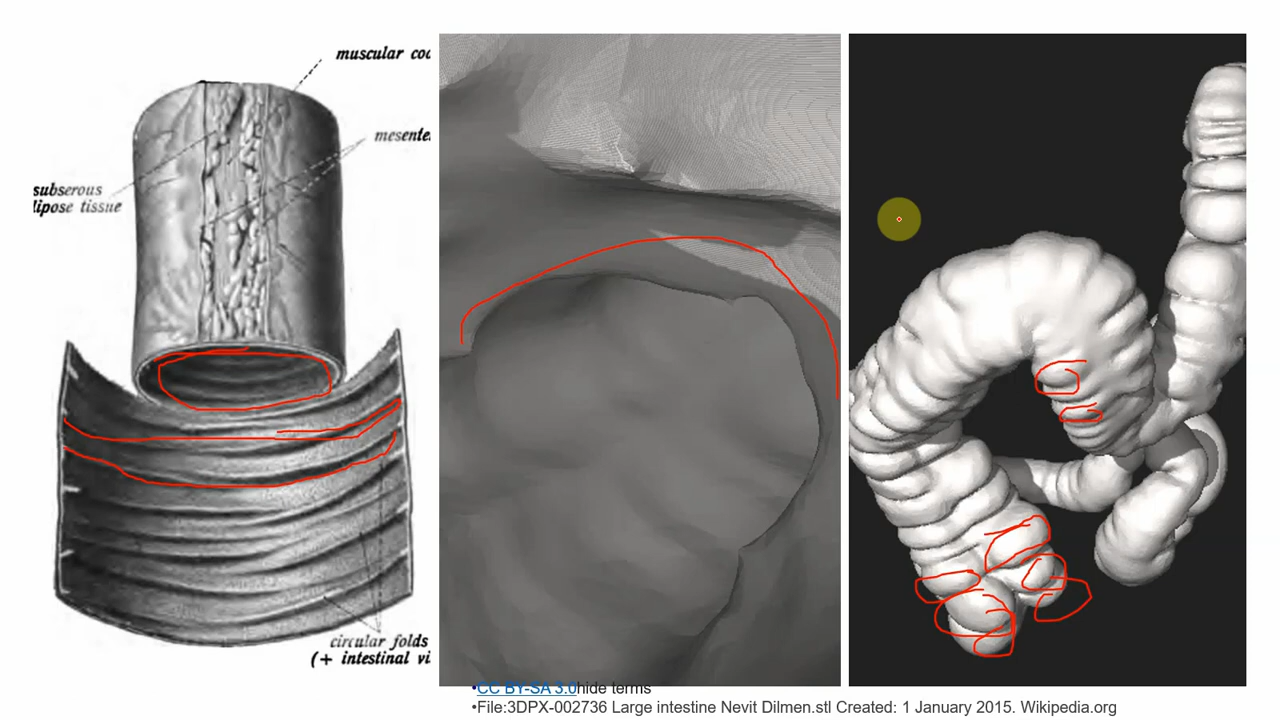 muscular coa
mesente
subserous
lipose tissue
circular folds
(+ intestinal vi
•CC BY-SA 3.0hide terms
•File:3DPX-002736 Large intestine Nevit Dilmen.stl Created: 1 January 2015. Wikipedia.org